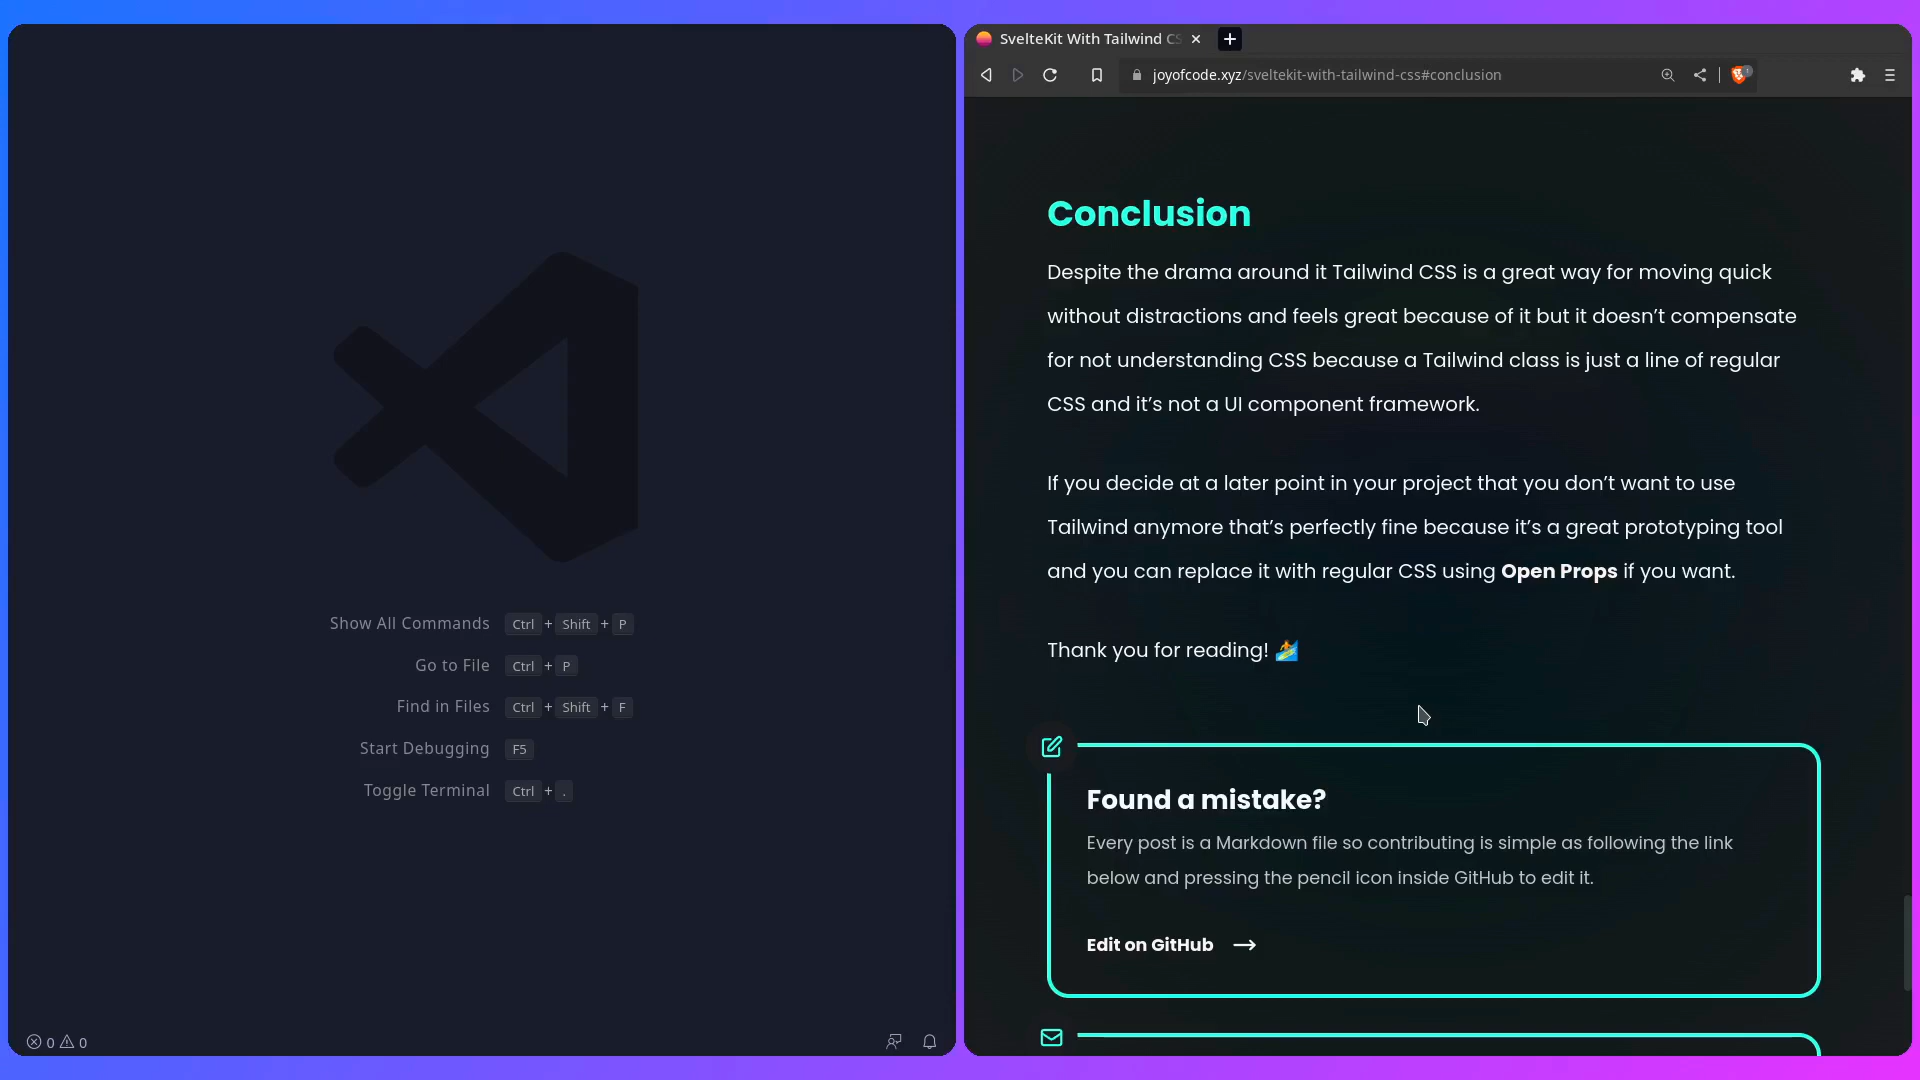 Show All Commands Ctrl + Shift + P
Go to File Ctrl + P
Find in Files Ctrl + Shift + F
Start Debugging F5
Toggle Terminal Ctrl + .
0 0
SvelteKit With Tailwind CS
joyofcode.xyz/sveltekit-with-tailwind-css#conclusion
Conclusion
Despite the drama around it Tailwind CSS is a great way for moving quick
without distractions and feels great because of it but it doesn’t compensate
for not understanding CSS because a Tailwind class is just a line of regular
CSS and it’s not a UI component framework.
If you decide at a later point in your project that you don’t want to use
Tailwind anymore that’s perfectly fine because it’s a great prototyping tool
and you can replace it with regular CSS using Open Props if you want.
Thank you for reading! 🏄
Found a mistake?
Every post is a Markdown file so contributing is simple as following the link
below and pressing the pencil icon inside GitHub to edit it.
Edit on GitHub